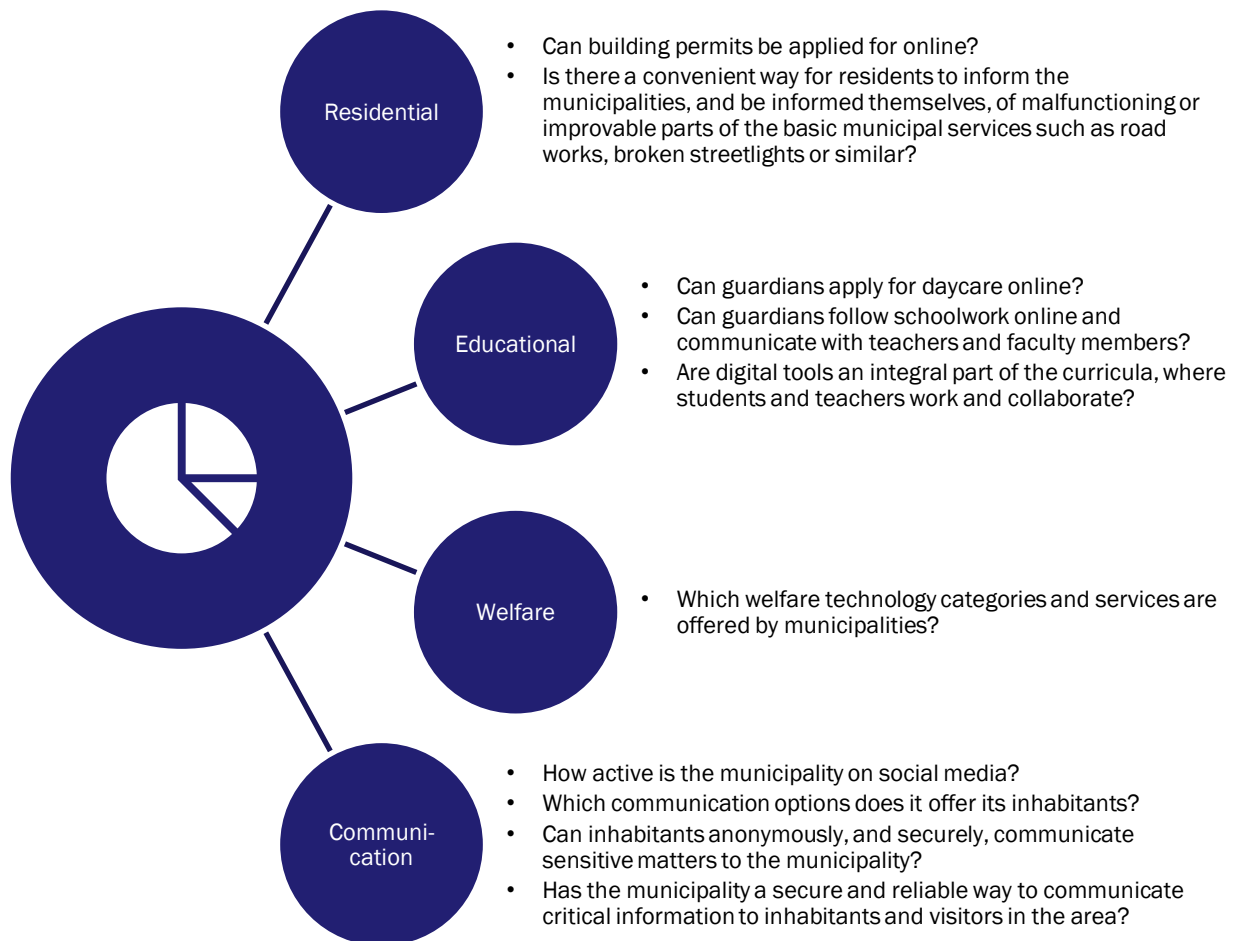 Residential
• Can building permits be applied for online?
• Is there a convenient way for residents to inform the
municipalities, and be informed themselves, of malfunctioning or
improvable parts of the basic municipal services such as road
works, broken streetlights or similar?
Educational
• Can guardians apply for daycare online?
• Can guardians follow schoolwork online and
communicate with teachers and faculty members?
• Are digital tools an integral part of the curricula, where
students and teachers work and collaborate?
Welfare
• Which welfare technology categories and services are
offered by municipalities?
Communi-
cation
• How active is the municipality on social media?
• Which communication options does it offer its inhabitants?
• Can inhabitants anonymously, and securely, communicate
sensitive matters to the municipality?
• Has the municipality a secure and reliable way to communicate
critical information to inhabitants and visitors in the area?